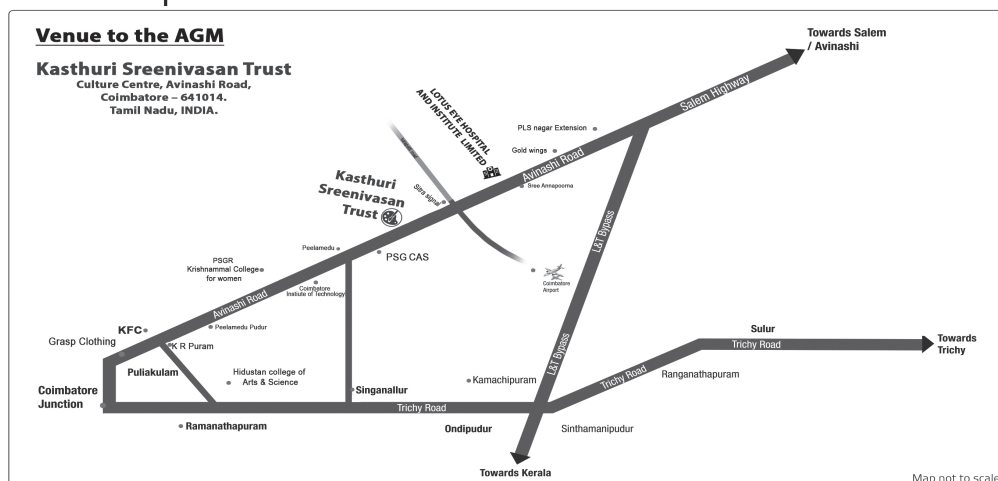 Venue to the AGM
Kasthuri Sreenivasan Trust
Culture Centre, Avinashi Road,
Coimbatore – 641014.
Tamil Nadu, INDIA.
Towards Salem
/ Avinashi
Salem Highway
LOTUS EYE HOSPITAL
AND INSTITUTE LIMITED
PLS nagar Extension
Gold wings
Avinashi Road
Sree Annapoorna
Kasthuri
Sreenivasan
Trust
Sitra signal
L&T Bypass
Peelamedu
PSG CAS
PSGR
Krishnammal College
for women
Coimbatore
Airport
Coimbatore
Instiute of Technology
Avinashi Road
KFC
Peelamedu Pudur
Grasp Clothing
K R Puram
Puliakulam
Sulur
Trichy Road
Towards
Trichy
L&T Bypass
Hidustan college of
Arts & Science
Kamachipuram
Trichy Road
Ranganathapuram
Coimbatore
Junction
Singanallur
Trichy Road
Ramanathapuram
Ondipudur
Sinthamanipudur
Towards Kerala
Map not to scale